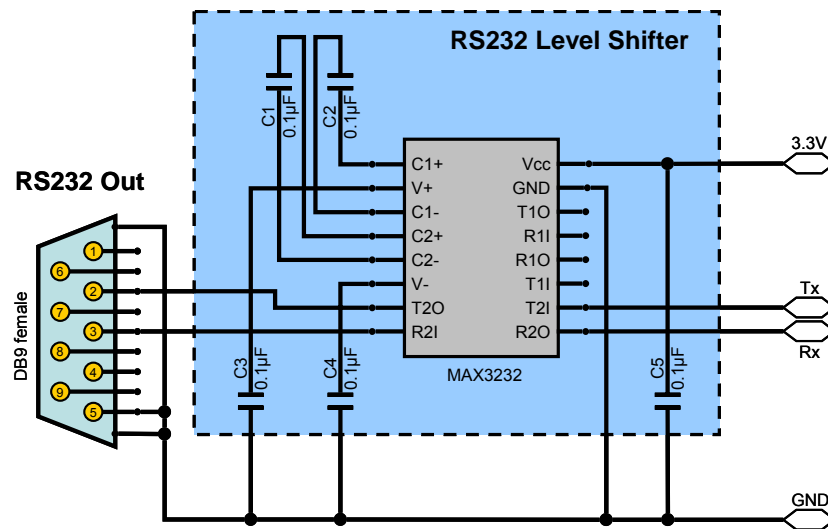 RS232 Level Shifter
C1
0.1µF
C2
0.1µF
3.3V
RS232 Out
C1+
V+
C1-
C2+
C2-
V-
T2O
R2I
Vcc
GND
T1O
R1I
R1O
T1I
T2I
R2O
MAX3232
DB9 female
1
6
2
7
3
8
4
9
5
Tx
Rx
C3
0.1µF
C4
0.1µF
C5
0.1µF
GND